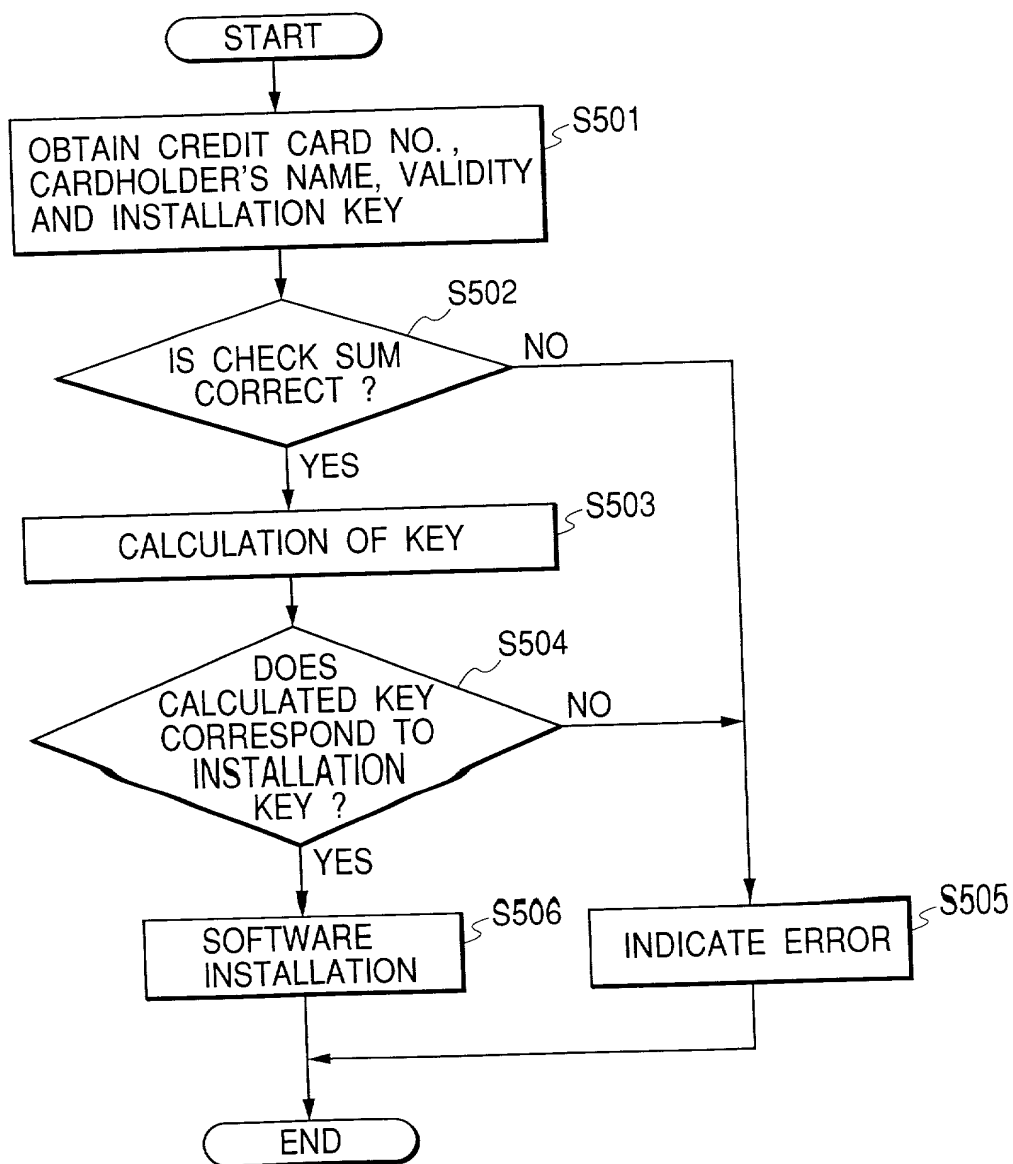 START
S501
OBTAIN CREDIT CARD NO.,
CARDHOLDER'S NAME, VALIDITY
AND INSTALLATION KEY
S502
IS CHECK SUM
CORRECT ?
NO
YES
S503
CALCULATION OF KEY
S504
DOES
CALCULATED KEY
CORRESPOND TO
INSTALLATION
KEY ?
NO
YES
S506
SOFTWARE
INSTALLATION
S505
INDICATE ERROR
END